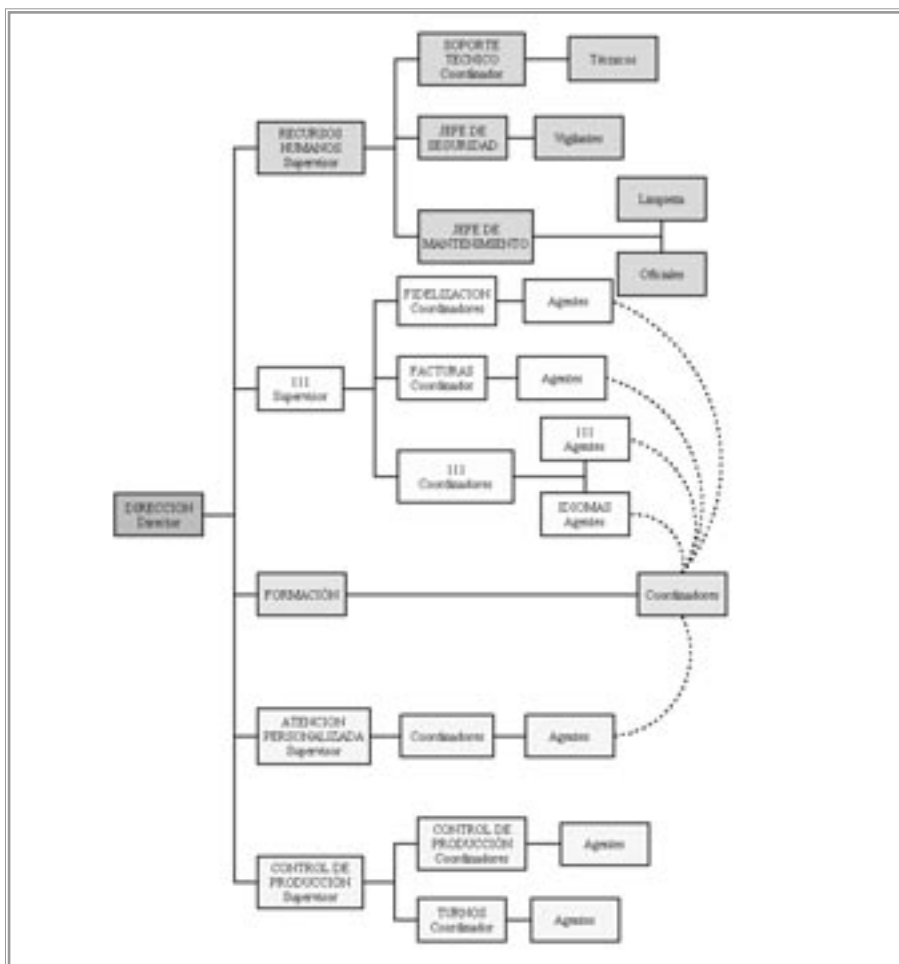 SOPORTE
TECNICO
Coordinador
Técnicos
RECURSOS
HUMANOS
Supervisor
JEFE DE
SEGURIDAD
Vigilantes
Limpieza
JEFE DE
MANTENIMIENTO
Oficiales
FIDELIZACION
Coordinadores
Agentes
111
Supervisor
FACTURAS
Coordinador
Agentes
111
Agentes
111
Coordinadores
IDIOMAS
Agentes
DIRECCION
Director
FORMACIÓN
Coordinadores
ATENCION
PERSONALIZADA
Supervisor
Coordinadores
Agentes
CONTROL DE
PRODUCCIÓN
Coordinadores
Agentes
CONTROL DE
PRODUCCIÓN
Supervisor
TURNOS
Coordinador
Agentes